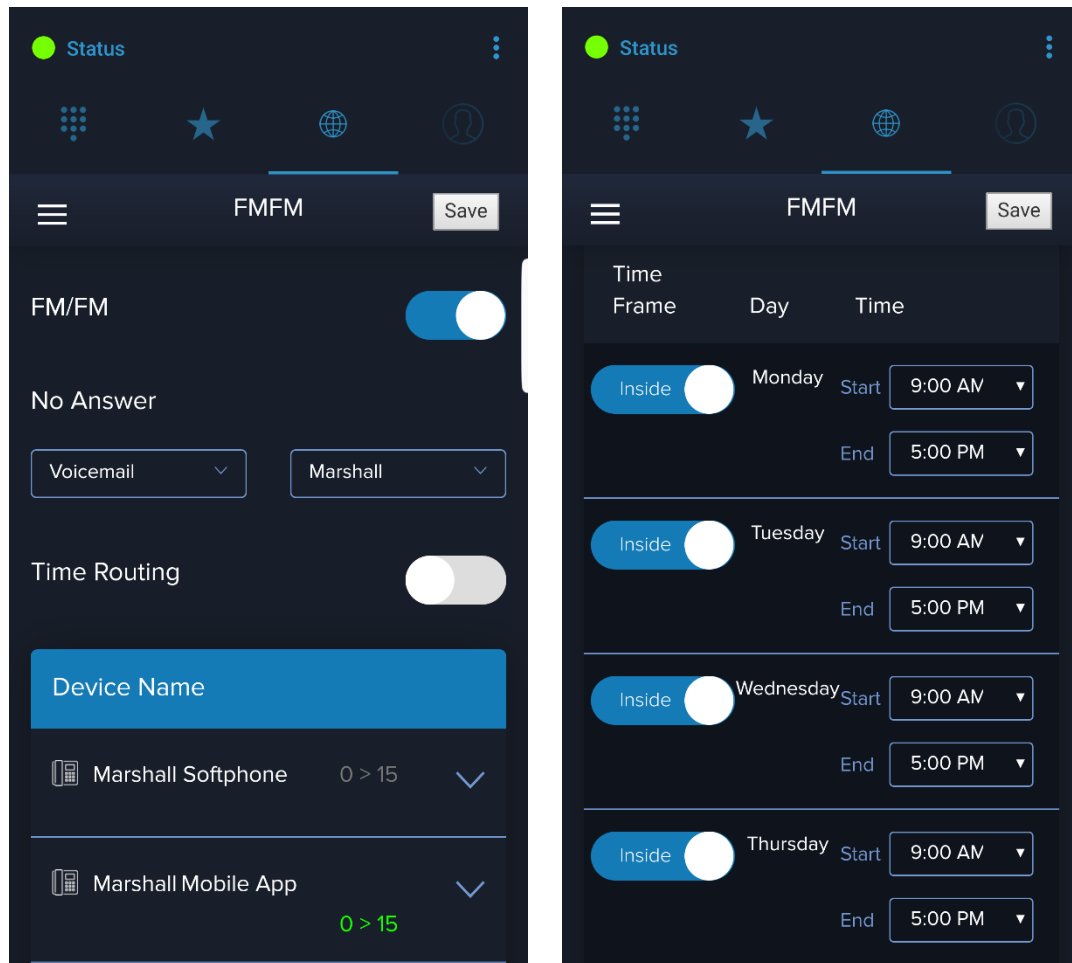 Status
FMFM
Save
FM/FM
No Answer
Voicemail
Marshall
Time Routing
Device Name
Marshall Softphone 0 > 15
Marshall Mobile App
0 > 15
Status
FMFM
Save
Time
Frame Day Time
Inside Monday Start 9:00 AM
End 5:00 PM
Inside Tuesday Start 9:00 AM
End 5:00 PM
Inside Wednesday Start 9:00 AM
End 5:00 PM
Inside Thursday Start 9:00 AM
End 5:00 PM